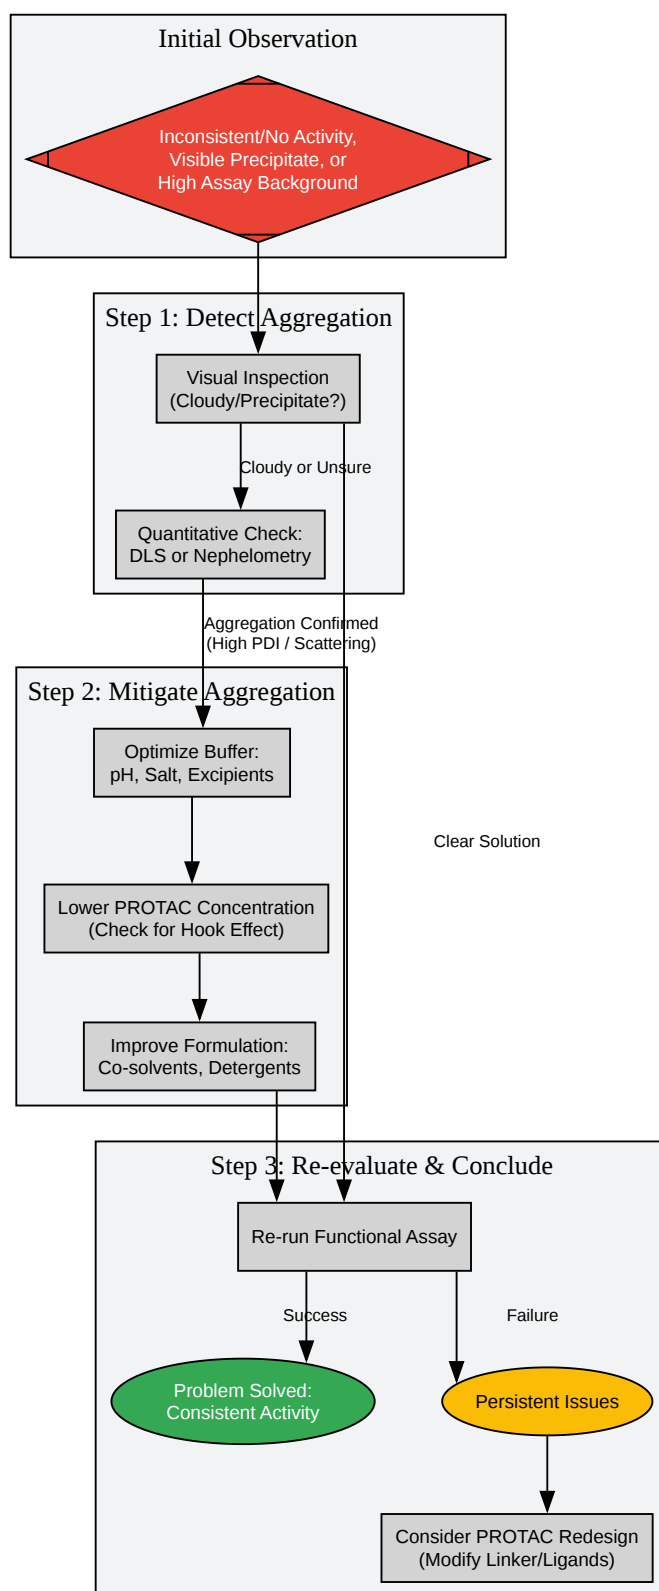 Initial Observation
Inconsistent/No Activity,
Visible Precipitate, or
High Assay Background
Step 1: Detect Aggregation
Visual Inspection
(Cloudy/Precipitate?)
Cloudy or Unsure
Quantitative Check:
DLS or Nephelometry
Aggregation Confirmed
(High PDI / Scattering)
Step 2: Mitigate Aggregation
Optimize Buffer:
pH, Salt, Excipients
Clear Solution
Lower PROTAC Concentration
(Check for Hook Effect)
Improve Formulation:
Co-solvents, Detergents
Step 3: Re-evaluate & Conclude
Re-run Functional Assay
Success
Failure
Problem Solved:
Consistent Activity
Persistent Issues
Consider PROTAC Redesign
(Modify Linker/Ligands)